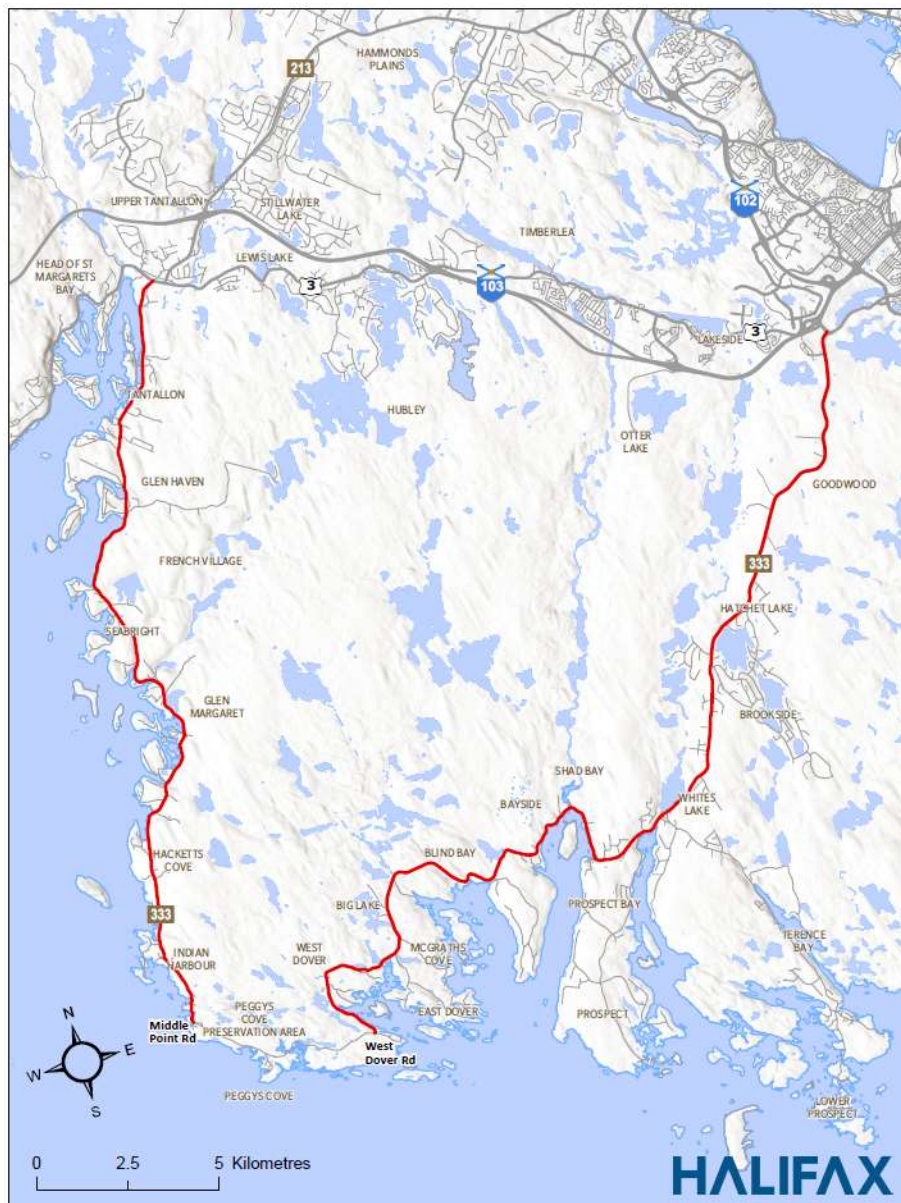 HAMMONDS
PLAINS
213
102
UPPER TANTALLON
STILLWATER
LAKE
TIMBERLEA
HEAD OF ST
MARGARETS
BAY
LEWIS LAKE
3
103
3
LAKESIDE
TANTALLON
HUBLEY
OTTER
LAKE
GLEN HAVEN
GOODWOOD
FRENCH VILLAGE
333
HATCHET LAKE
SEABRIGHT
GLEN
MARGARET
BROOKSIDE
SHAD BAY
BAYSIDE
WHITES
LAKE
HACKETTS
COVE
BLIND BAY
BIG LAKE
PROSPECT BAY
333
TERENCE
BAY
INDIAN
HARBOUR
WEST
DOVER
MCGRATHS
COVE
PEGGYS
COVE
PRESERVATION AREA
EAST DOVER
PROSPECT
Middle
Point Rd
West
Dover Rd
N
E
W
S
PEGGYS COVE
LOWER
PROSPECT
0 2.5 5 Kilometres
HALIFAX